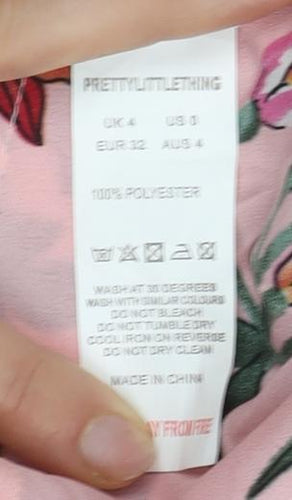 PRETTYLITTLETHING
UK 4 US 0
EUR 32 AUS 4
100% POLYESTER
WASH AT 30 DEGREES
WASH WITH SIMILAR COLOURS
DO NOT BLEACH
DO NOT TUMBLE DRY
COOL IRON ON REVERSE
DO NOT DRY CLEAN
MADE IN CHINA
AY FROM FIRE